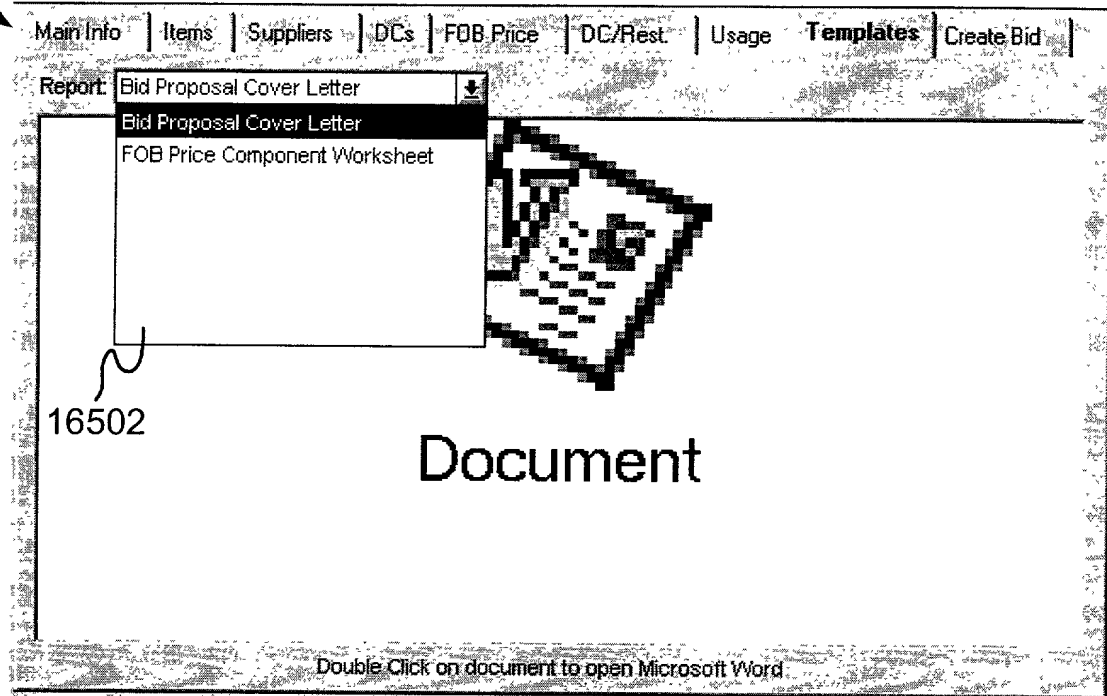 Main Info Items Suppliers DCs FOB Price DC/Rest. Usage Templates Create Bid
Report: Bid Proposal Cover Letter
Bid Proposal Cover Letter
FOB Price Component Worksheet
16502
Document
Double Click on document to open Microsoft Word